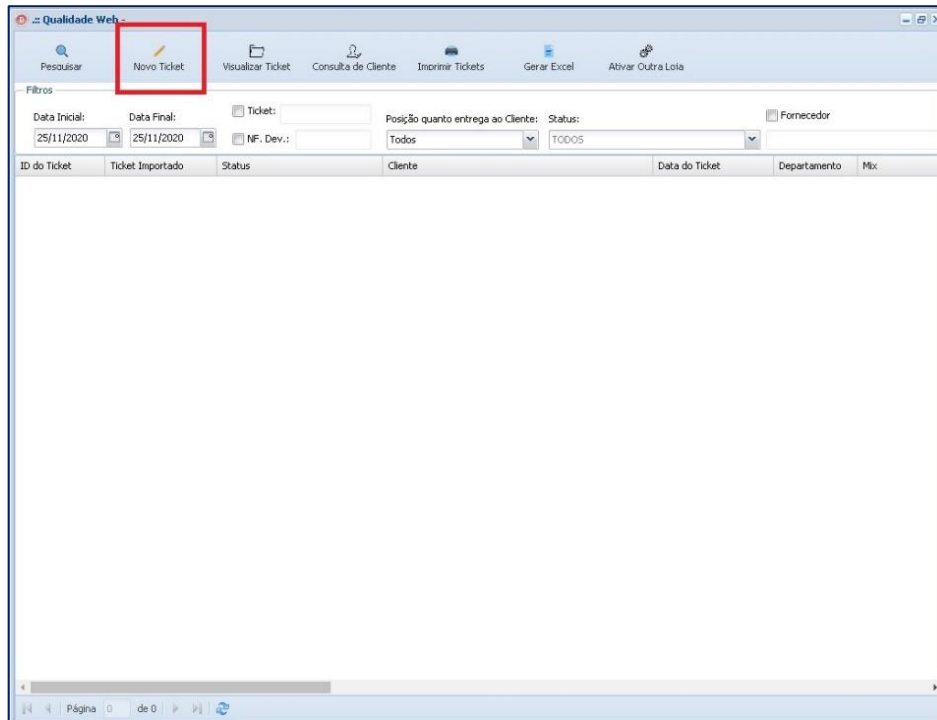 .:: Qualidade Web -
Pesquisar Novo Ticket Visualizar Ticket Consulta de Cliente Imprimir Tickets Gerar Excel Ativar Outra Loja
Filtros
Data Inicial: Data Final: Ticket: Posição quanto entrega ao Cliente: Status: Fornecedor
25/11/2020 25/11/2020 NF. Dev.: Todos TODOS
ID do Ticket Ticket Importado Status Cliente Data do Ticket Departamento Mix
Página 0 de 0